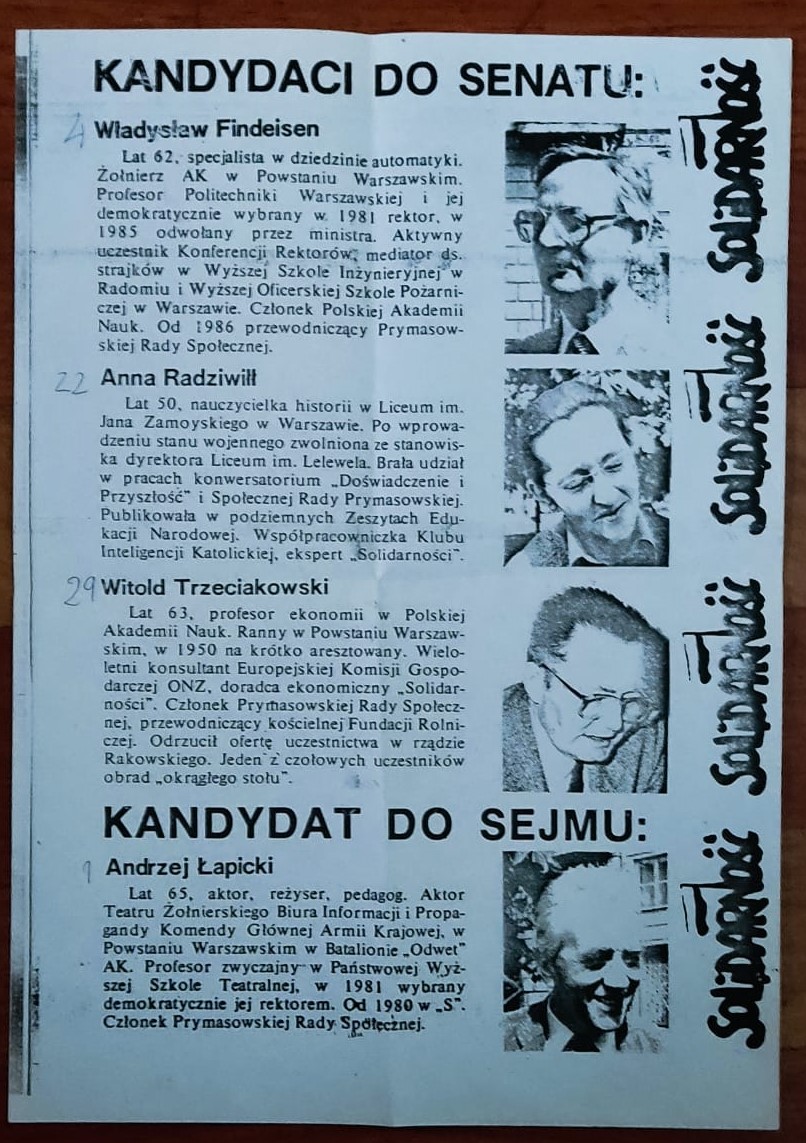 KANDYDACI DO SENATU:
4 Władysław Findeisen
Lat 62, specjalista w dziedzinie automatyki.
Żołnierz AK w Powstaniu Warszawskim.
Profesor Politechniki Warszawskiej i jej
demokratycznie wybrany w 1981 rektor, w
1985 odwołany przez ministra. Aktywny
uczestnik Konferencji Rektorów, mediator ds.
strajków w Wyższej Szkole Inżynieryjnej w
Radomiu i Wyższej Oficerskiej Szkole Pożarni-
czej w Warszawie. Członek Polskiej Akademii
Nauk. Od 1986 przewodniczący Prymasow-
skiej Rady Społecznej.
SOLIDARNOŚĆ
22 Anna Radziwiłł
Lat 50, nauczycielka historii w Liceum im.
Jana Zamoyskiego w Warszawie. Po wprowa-
dzeniu stanu wojennego zwolniona ze stanowis-
ka dyrektora Liceum im. Lelewela. Brała udział
w pracach konwersatorium „Doświadczenie i
Przyszłość" i Społecznej Rady Prymasowskiej.
Publikowała w podziemnych Zeszytach Edu-
kacji Narodowej. Współpracowniczka Klubu
Inteligencji Katolickiej, ekspert „Solidarności".
SOLIDARNOŚĆ
29 Witold Trzeciakowski
Lat 63, profesor ekonomii w Polskiej
Akademii Nauk. Ranny w Powstaniu Warszaw-
skim, w 1950 na krótko aresztowany. Wielo-
letni konsultant Europejskiej Komisji Gospo-
darczej ONZ, doradca ekonomiczny „Solidar-
ności". Członek Prymasowskiej Rady Społecz-
nej, przewodniczący kościelnej Fundacji Rolni-
czej. Odrzucił ofertę uczestnictwa w rządzie
Rakowskiego. Jeden z czołowych uczestników
obrad „okrągłego stołu".
SOLIDARNOŚĆ
KANDYDAT DO SEJMU:
Andrzej Łapicki
Lat 65, aktor, reżyser, pedagog. Aktor
Teatru Żołnierskiego Biura Informacji i Propa-
gandy Komendy Głównej Armii Krajowej, w
Powstaniu Warszawskim w Batalionie „Odwet"
AK. Profesor zwyczajny w Państwowej Wyż-
szej Szkole Teatralnej, w 1981 wybrany
demokratycznie jej rektorem. Od 1980 w „S".
Członek Prymasowskiej Rady Społecznej.
SOLIDARNOŚĆ